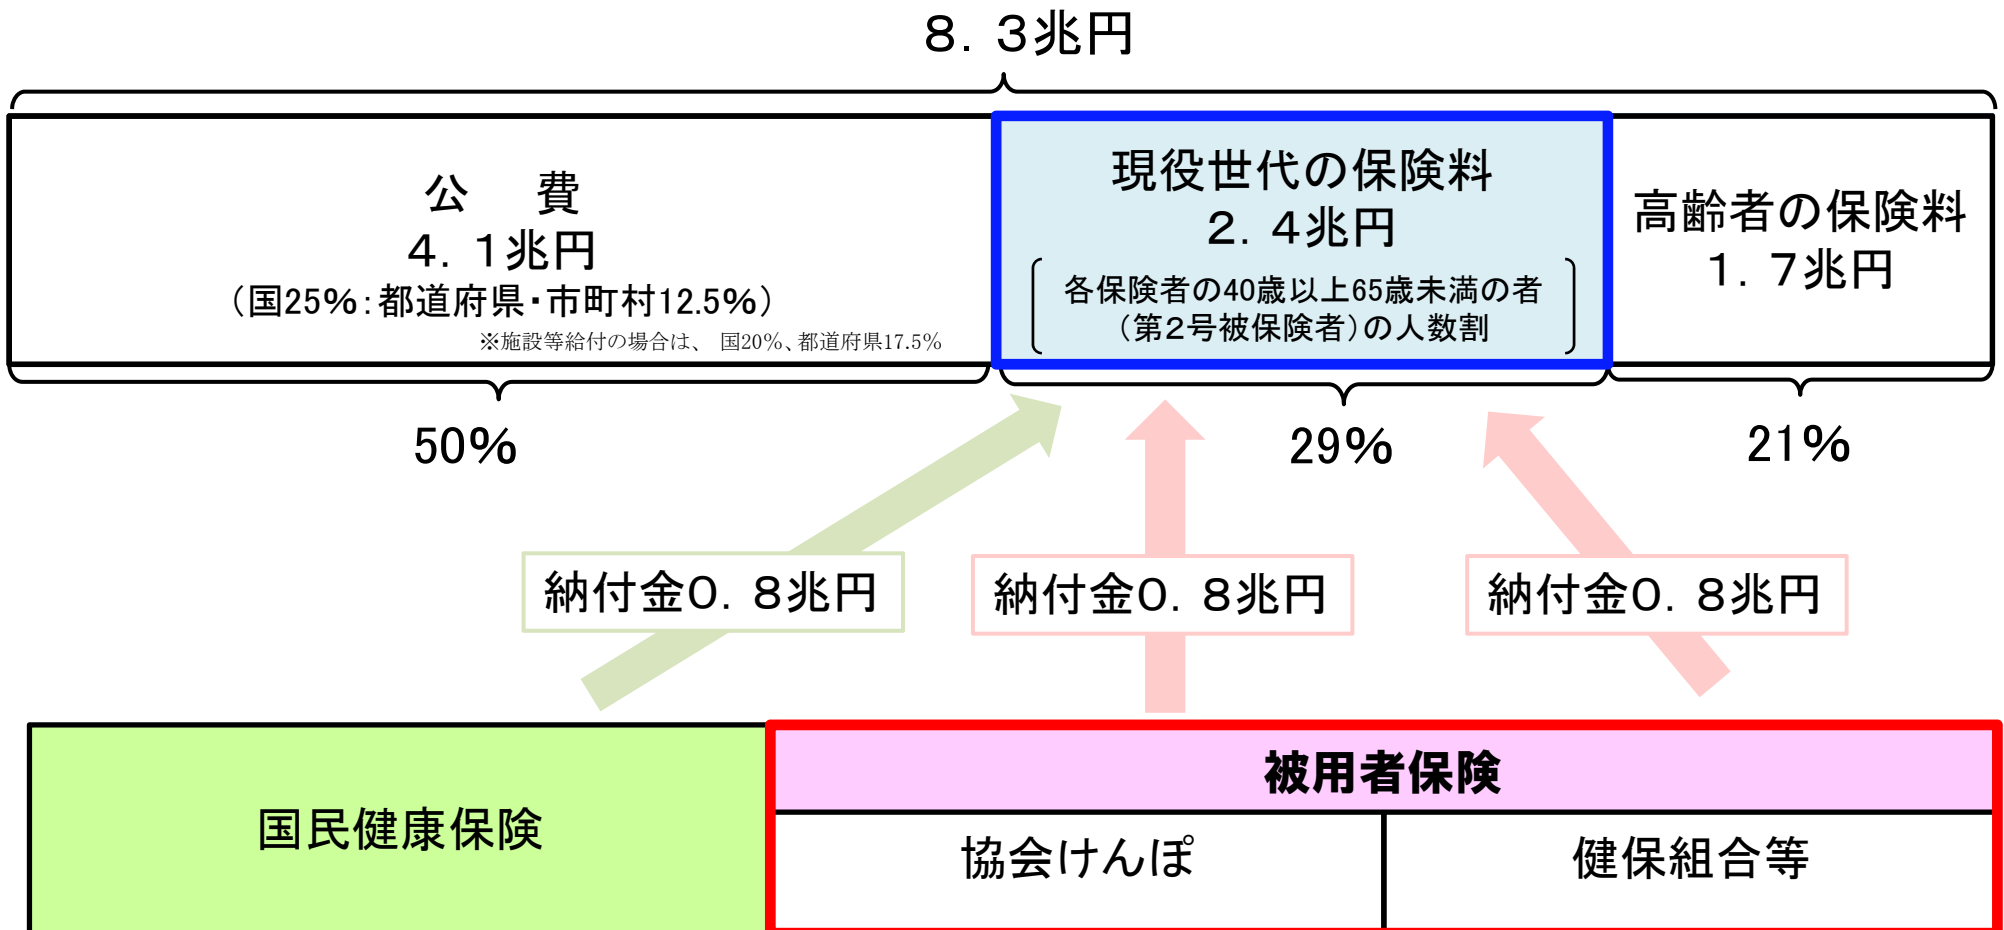 ８．３兆円
公　費
４．１兆円
（国25%：都道府県・市町村12.5%）
※施設等給付の場合は、 国20％、都道府県17.5%
現役世代の保険料
２．４兆円
各保険者の40歳以上65歳未満の者
（第２号被保険者）の人数割
高齢者の保険料
１．７兆円
50%
29%
21%
納付金０．８兆円
納付金０．８兆円
納付金０．８兆円
国民健康保険
被用者保険
協会けんぽ
健保組合等